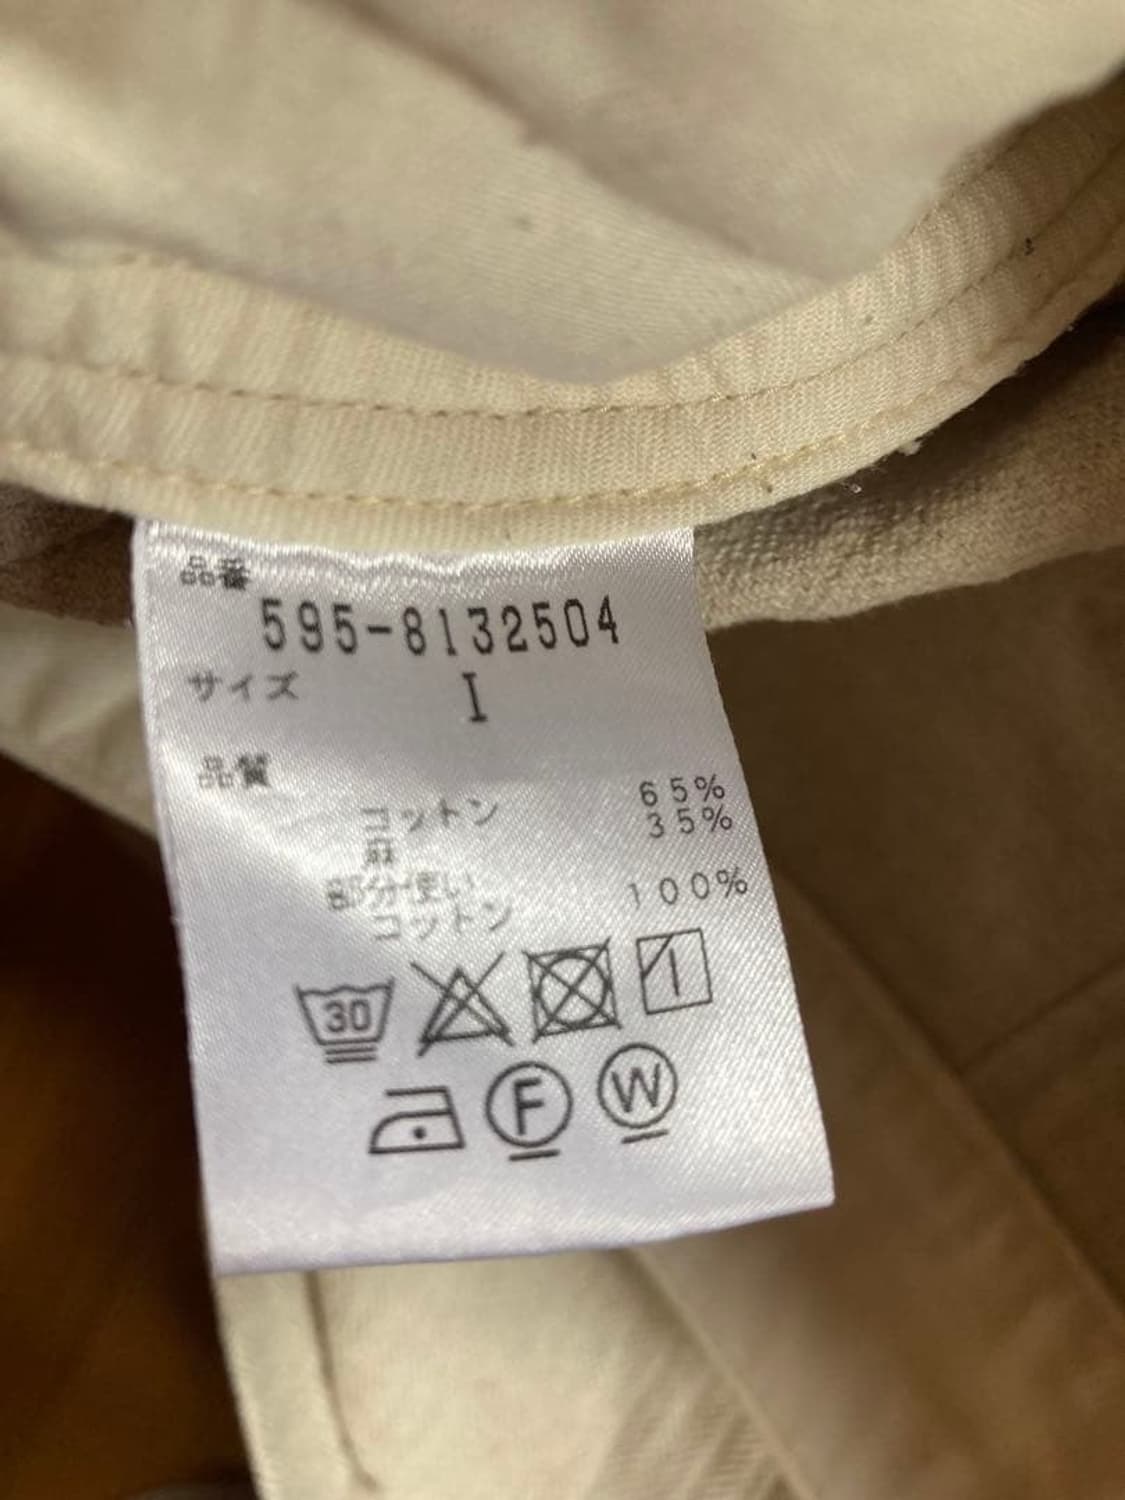 品番
595-8132504
サイズ I
品質
コットン 65%
麻 35%
部分使い
コットン 100%
30
F W